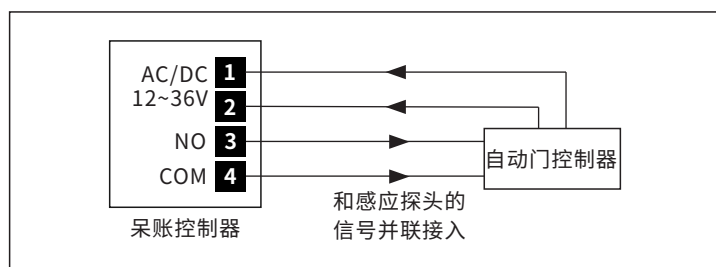 AC/DC 1
12~36V 2
NO 3
COM 4
自动门控制器
和感应探头的
信号并联接入
呆账控制器